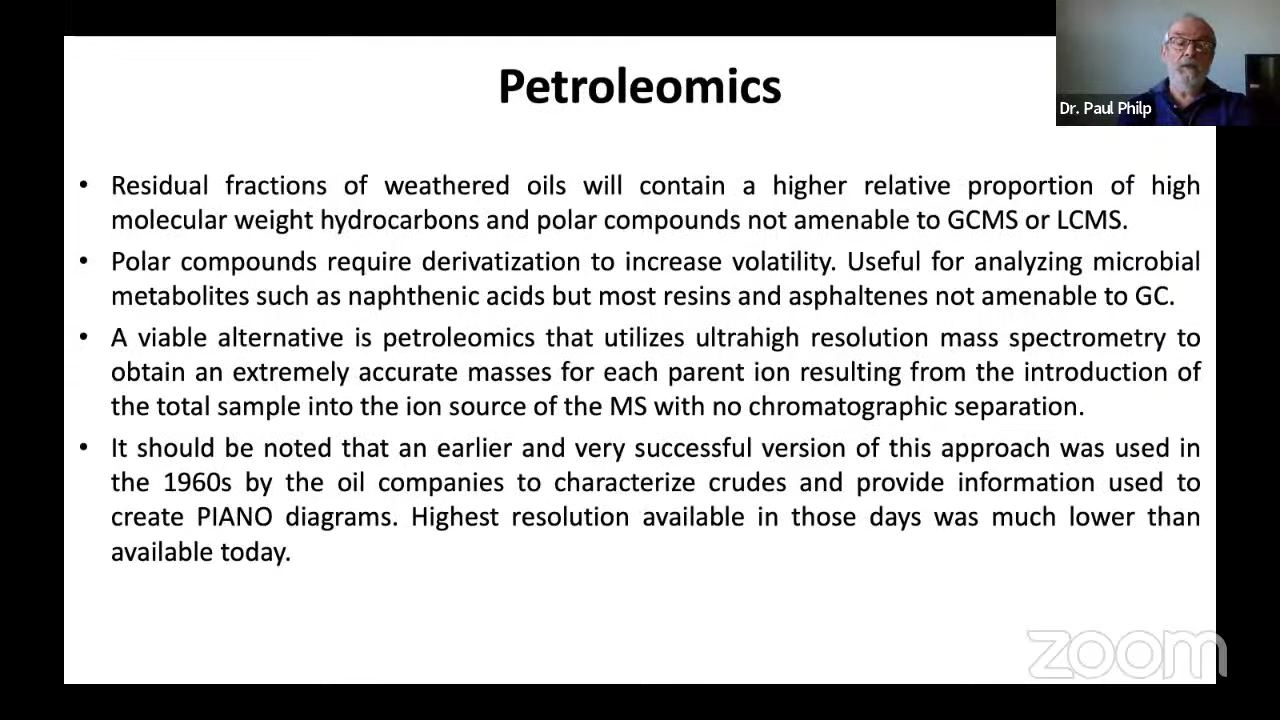 Petroleomics
Dr. Paul Philp
• Residual fractions of weathered oils will contain a higher relative proportion of high
molecular weight hydrocarbons and polar compounds not amenable to GCMS or LCMS.
• Polar compounds require derivatization to increase volatility. Useful for analyzing microbial
metabolites such as naphthenic acids but most resins and asphaltenes not amenable to GC.
• A viable alternative is petroleomics that utilizes ultrahigh resolution mass spectrometry to
obtain an extremely accurate masses for each parent ion resulting from the introduction of
the total sample into the ion source of the MS with no chromatographic separation.
• It should be noted that an earlier and very successful version of this approach was used in
the 1960s by the oil companies to characterize crudes and provide information used to
create PIANO diagrams. Highest resolution available in those days was much lower than
available today.
zoom